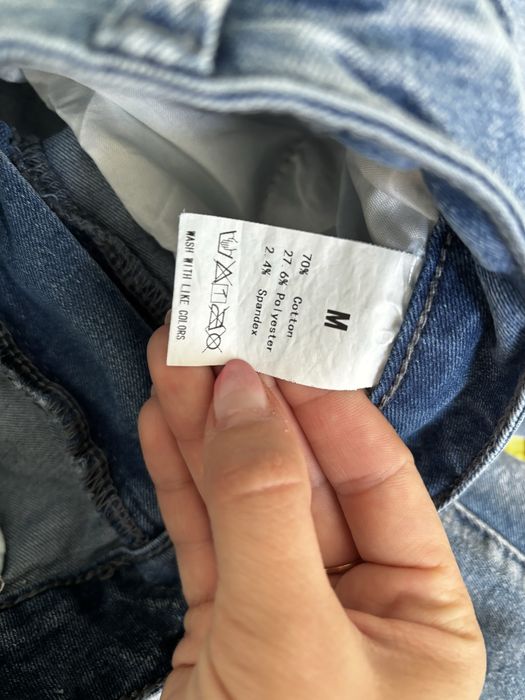 M
70% Cotton
27.6% Polyester
2.4% Spandex
WASH WITH LIKE COLORS